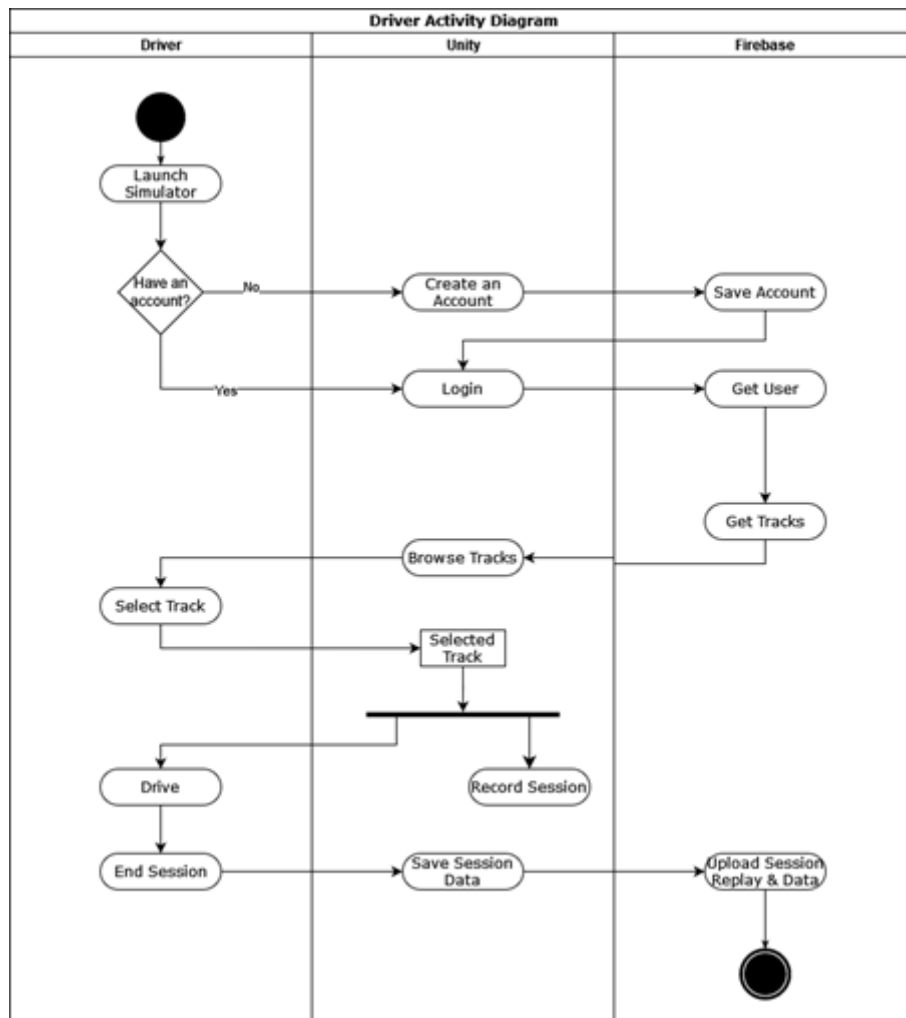 Driver Activity Diagram
Driver
Unity
Firebase
Launch
Simulator
Have an
account?
No
Create an
Account
Save Account
Yes
Login
Get User
Get Tracks
Browse Tracks
Select Track
Selected
Track
Drive
Record Session
End Session
Save Session
Data
Upload Session
Replay & Data